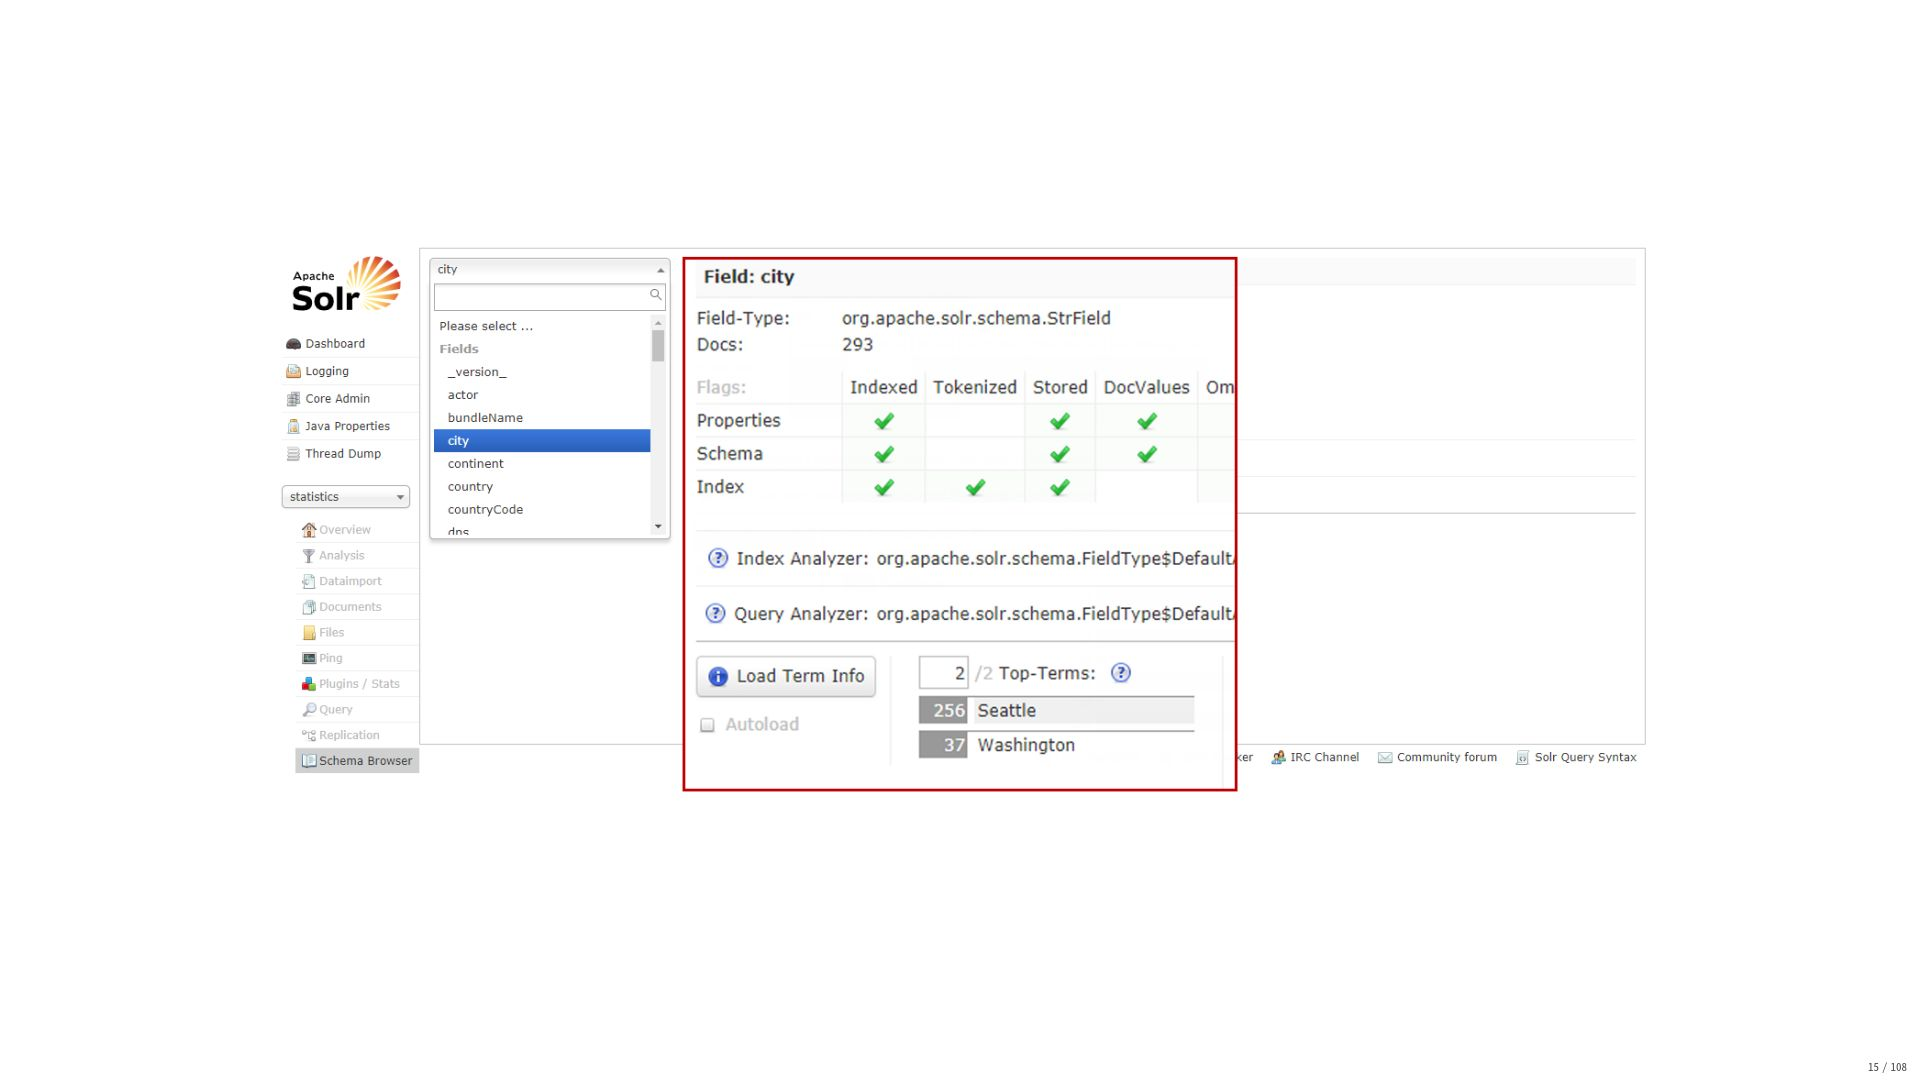 Apache
Solr
Dashboard
Logging
Core Admin
Java Properties
Thread Dump
statistics
Overview
Analysis
Dataimport
Documents
Files
Ping
Plugins / Stats
Query
Replication
Schema Browser
city
Please select ...
Fields
_version_
actor
bundleName
city
continent
country
countryCode
dns
Field: city
Field-Type: org.apache.solr.schema.StrField
Docs: 293
Flags: Indexed Tokenized Stored DocValues Om
Properties
Schema
Index
Index Analyzer: org.apache.solr.schema.FieldType$Default
Query Analyzer: org.apache.solr.schema.FieldType$Default
Load Term Info
Autoload
2 /2 Top-Terms:
256 Seattle
37 Washington
ker IRC Channel Community forum Solr Query Syntax
15 / 108